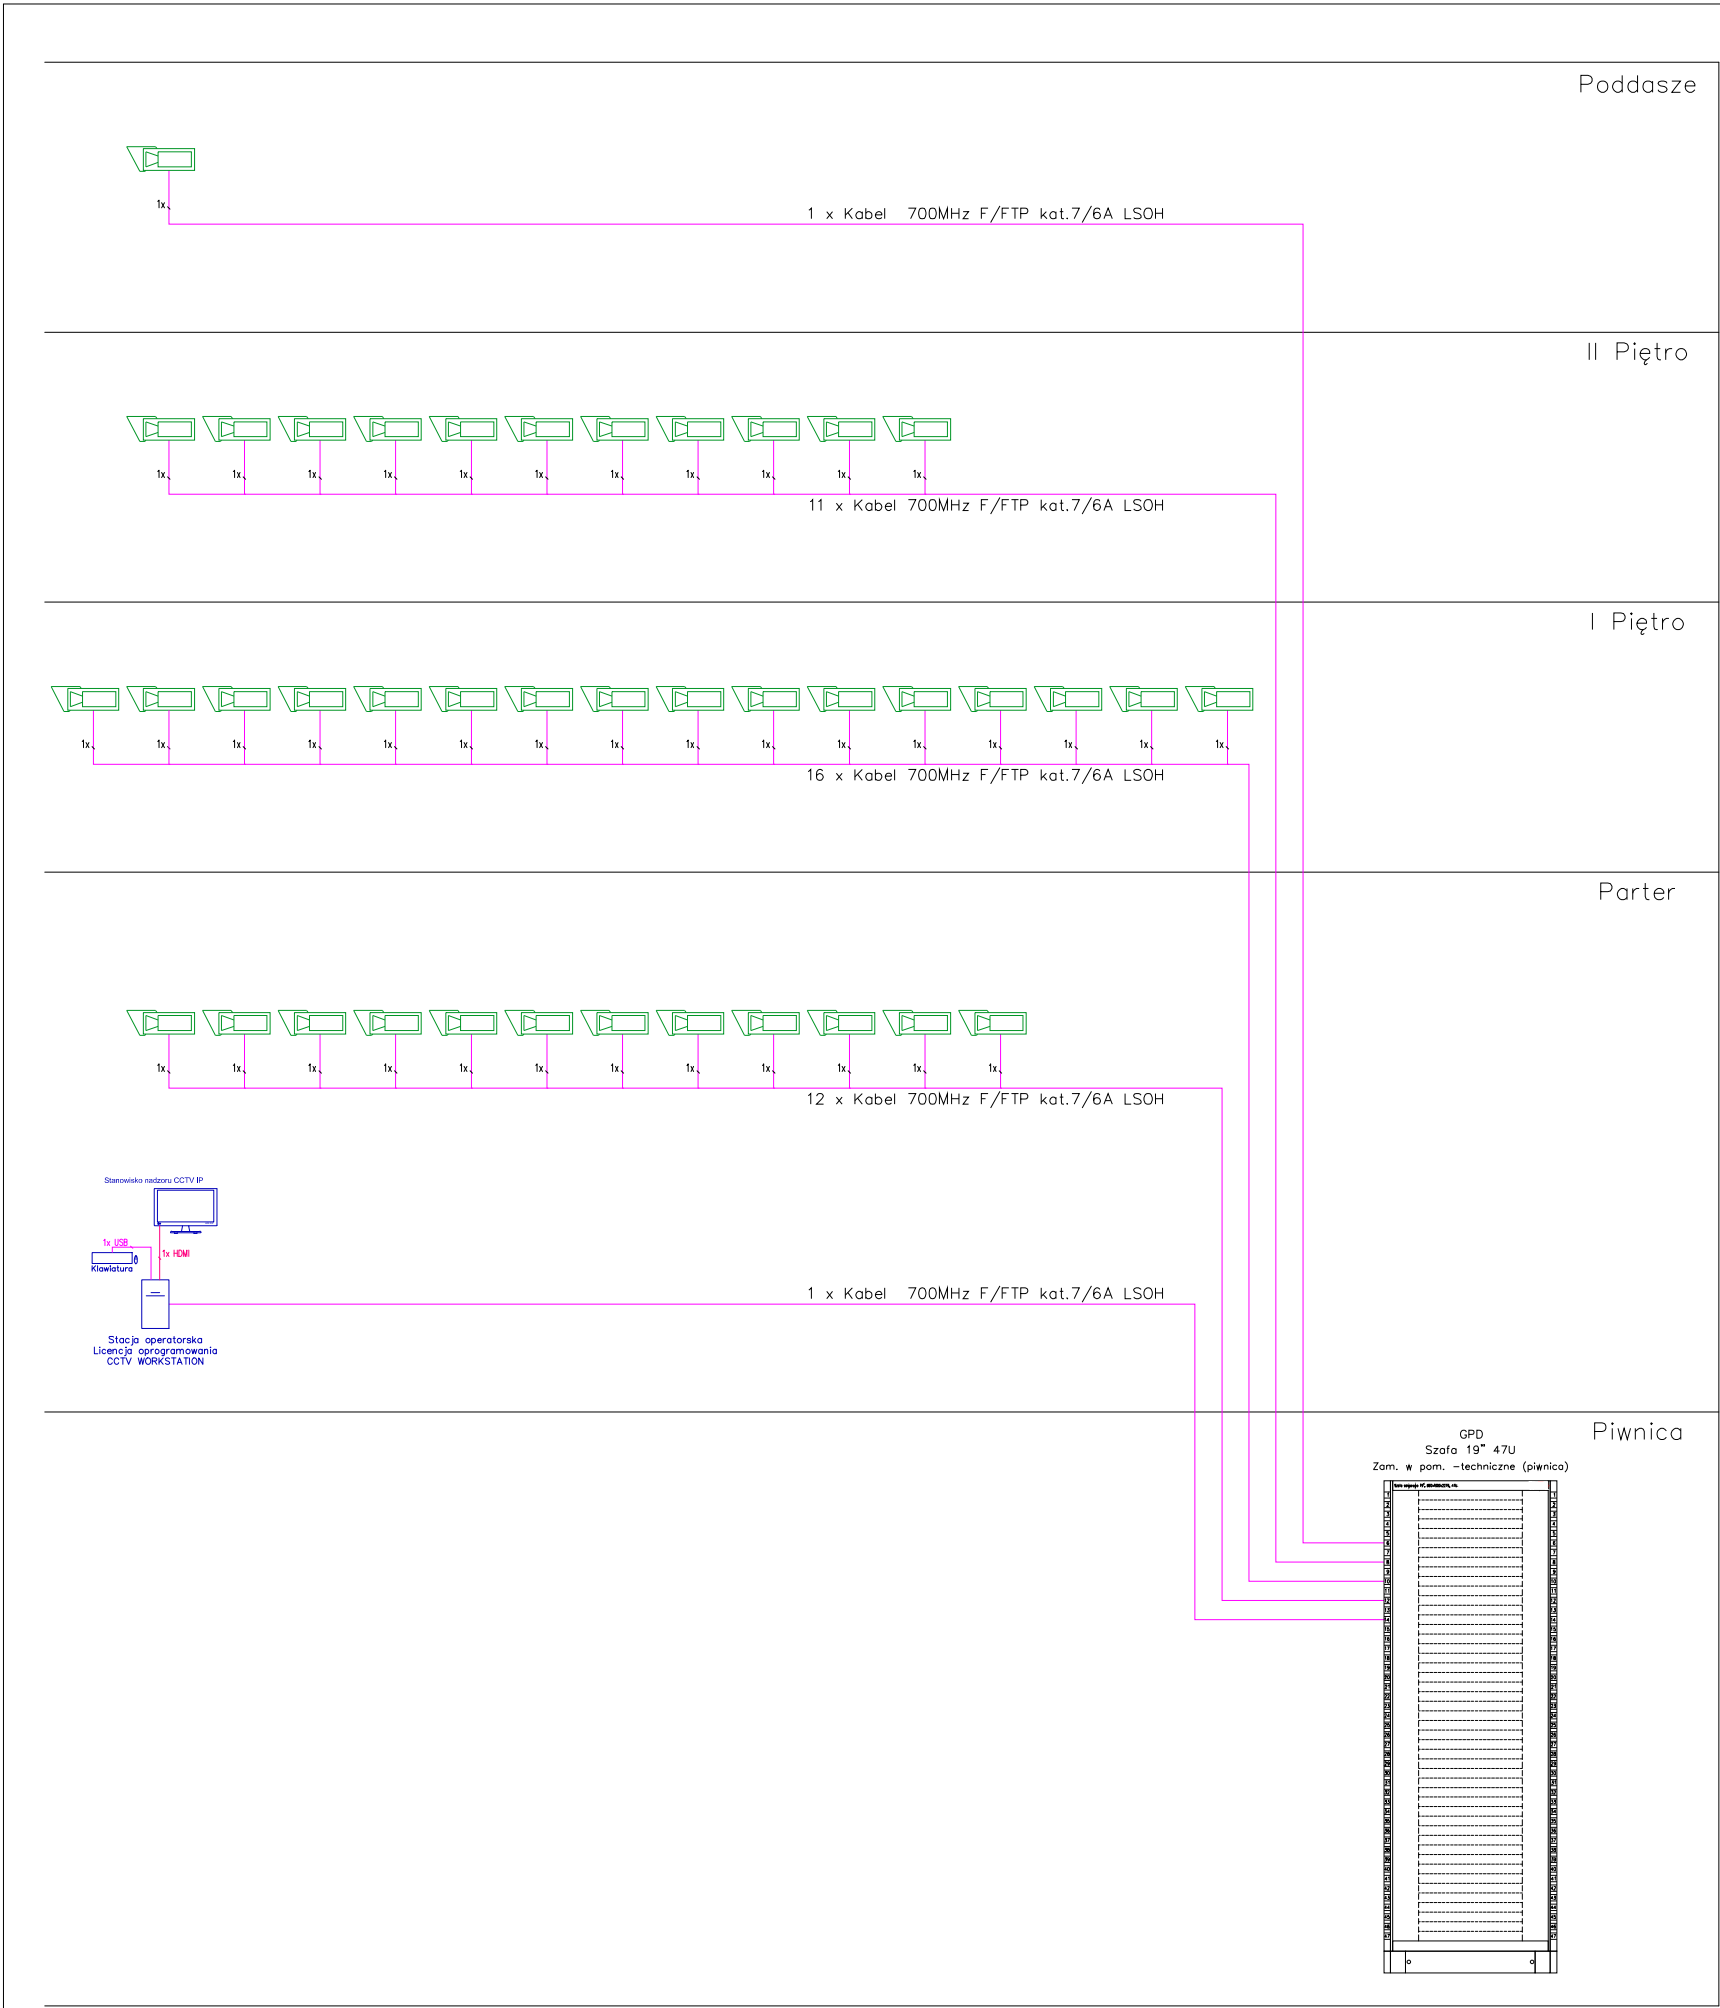 Poddasze
1x
1 x Kabel 700MHz F/FTP kat.7/6A LSOH
II Piętro
1x 1x 1x 1x 1x 1x 1x 1x 1x 1x 1x
11 x Kabel 700MHz F/FTP kat.7/6A LSOH
I Piętro
1x 1x 1x 1x 1x 1x 1x 1x 1x 1x 1x 1x 1x 1x 1x 1x
16 x Kabel 700MHz F/FTP kat.7/6A LSOH
Parter
1x 1x 1x 1x 1x 1x 1x 1x 1x 1x 1x 1x
12 x Kabel 700MHz F/FTP kat.7/6A LSOH
Stanowisko nadzoru CCTV IP
1x USB
1x HDMI
Klawiatura
1 x Kabel 700MHz F/FTP kat.7/6A LSOH
Stacja operatorska
Licencja oprogramowania
CCTV WORKSTATION
Piwnica
GPD
Szafa 19" 47U
Zam. w pom. -techniczne (piwnica)